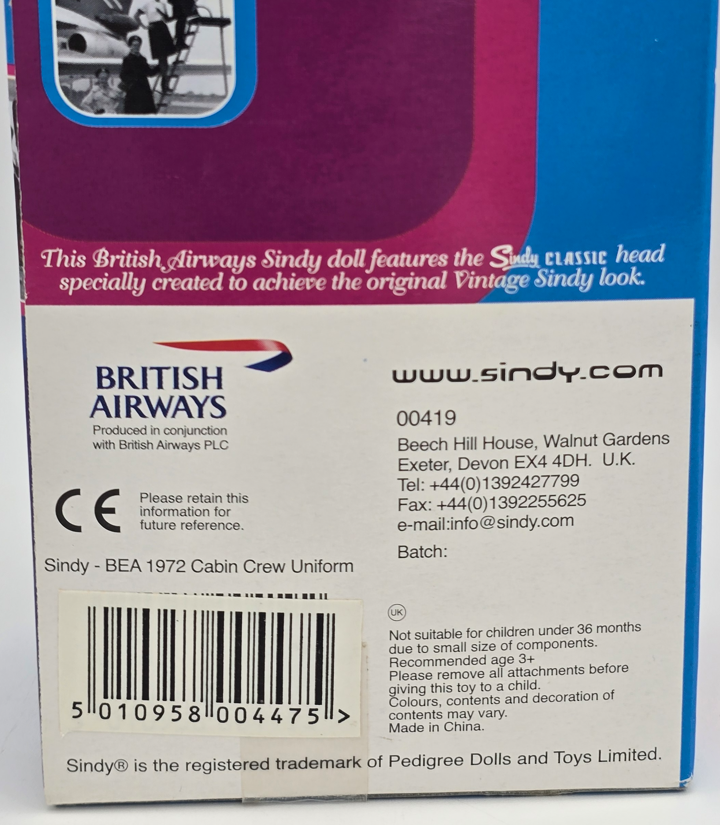 This British Airways Sindy doll features the Sindy CLASSIC head
specially created to achieve the original Vintage Sindy look.
BRITISH
AIRWAYS
Produced in conjunction
with British Airways PLC
CE
Please retain this
information for
future reference.
Sindy - BEA 1972 Cabin Crew Uniform
5 010958 004475 >
www.sindy.com
00419
Beech Hill House, Walnut Gardens
Exeter, Devon EX4 4DH. U.K.
Tel: +44(0)1392427799
Fax: +44(0)1392255625
e-mail:info@sindy.com
Batch:
UK
Not suitable for children under 36 months
due to small size of components.
Recommended age 3+
Please remove all attachments before
giving this toy to a child.
Colours, contents and decoration of
contents may vary.
Made in China.
Sindy® is the registered trademark of Pedigree Dolls and Toys Limited.